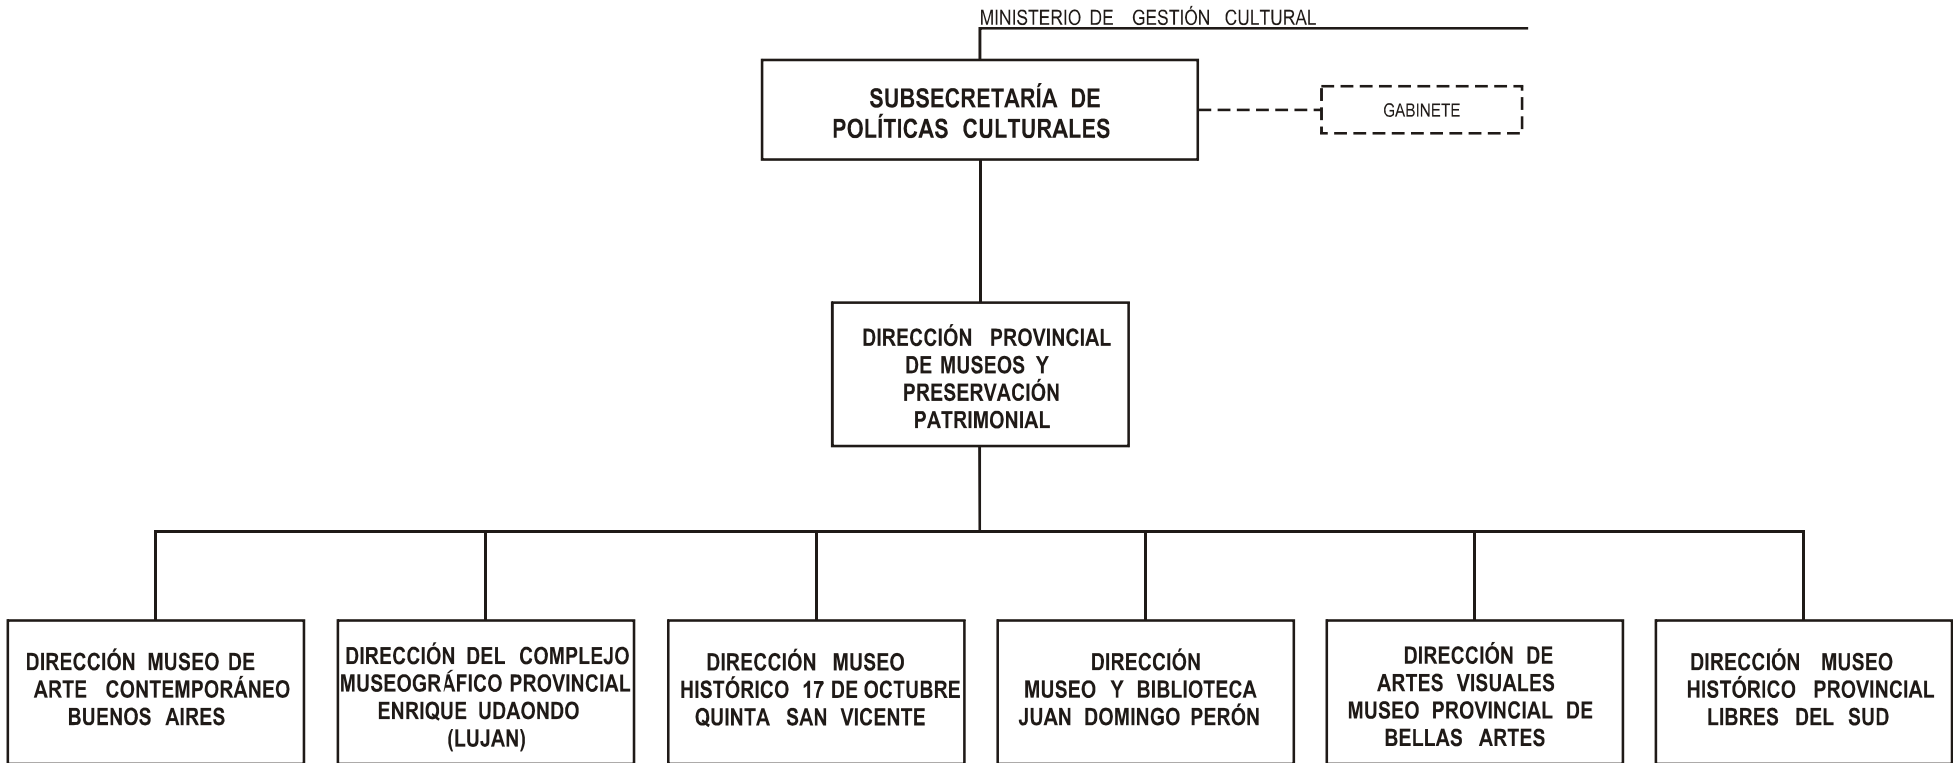 MINISTERIO DE GESTIÓN CULTURAL
SUBSECRETARÍA DE
POLÍTICAS CULTURALES
GABINETE
DIRECCIÓN PROVINCIAL
DE MUSEOS Y
PRESERVACIÓN
PATRIMONIAL
DIRECCIÓN MUSEO DE
ARTE CONTEMPORÁNEO
BUENOS AIRES
DIRECCIÓN DEL COMPLEJO
MUSEOGRÁFICO PROVINCIAL
ENRIQUE UDAONDO
(LUJAN)
DIRECCIÓN MUSEO
HISTÓRICO 17 DE OCTUBRE
QUINTA SAN VICENTE
DIRECCIÓN
MUSEO Y BIBLIOTECA
JUAN DOMINGO PERÓN
DIRECCIÓN DE
ARTES VISUALES
MUSEO PROVINCIAL DE
BELLAS ARTES
DIRECCIÓN MUSEO
HISTÓRICO PROVINCIAL
LIBRES DEL SUD